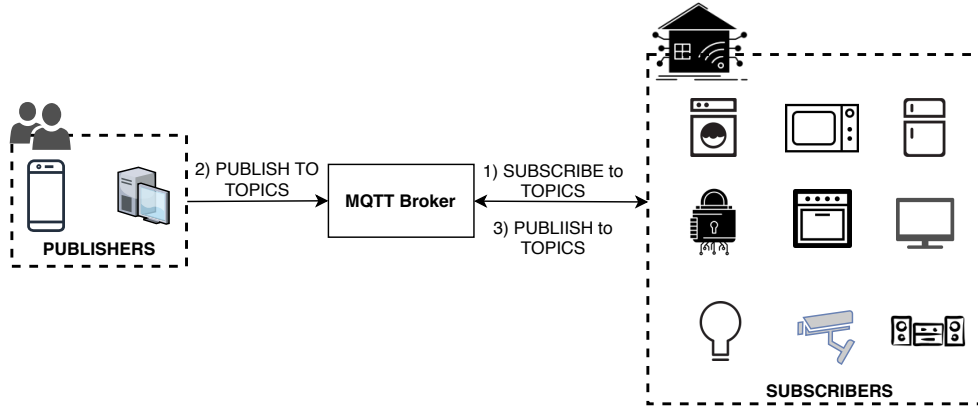 2) PUBLISH TO
TOPICS
PUBLISHERS
MQTT Broker
1) SUBSCRIBE to
TOPICS
3) PUBLIISH to
TOPICS
SUBSCRIBERS